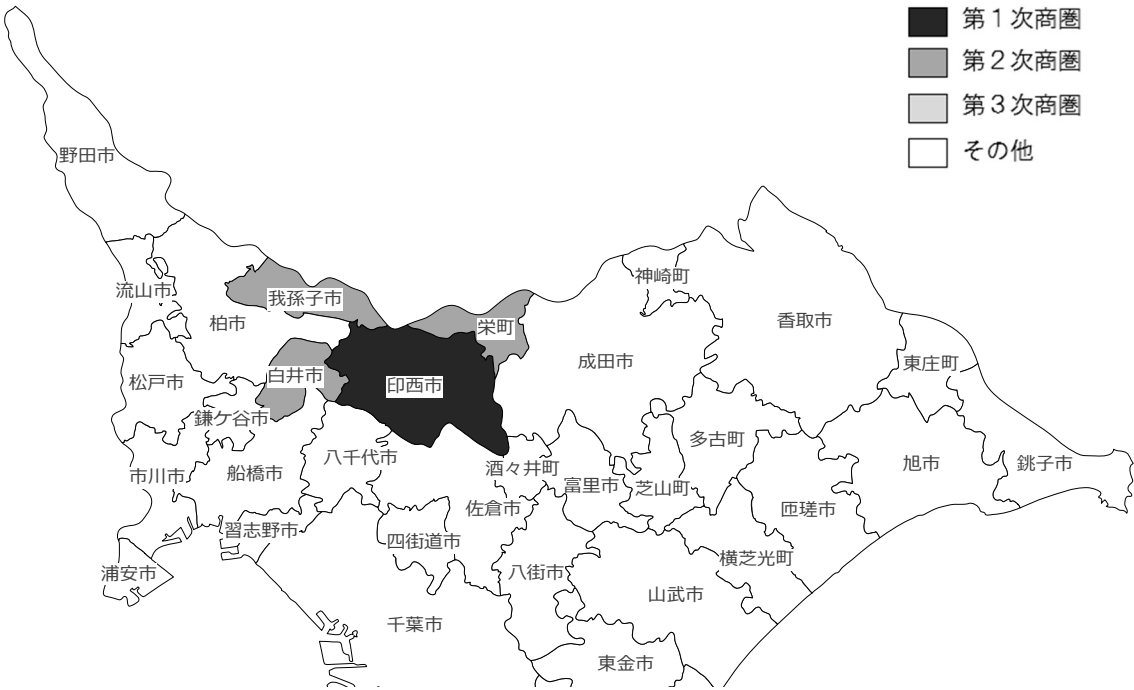 第１次商圏
第２次商圏
第３次商圏
その他
野田市
流山市
我孫子市
柏市
栄町
神崎町
香取市
成田市
東庄町
松戸市
白井市
印西市
鎌ケ谷市
多古町
市川市
船橋市
八千代市
酒々井町
富里市
芝山町
旭市
銚子市
佐倉市
匝瑳市
習志野市
四街道市
浦安市
八街市
横芝光町
山武市
千葉市
東金市